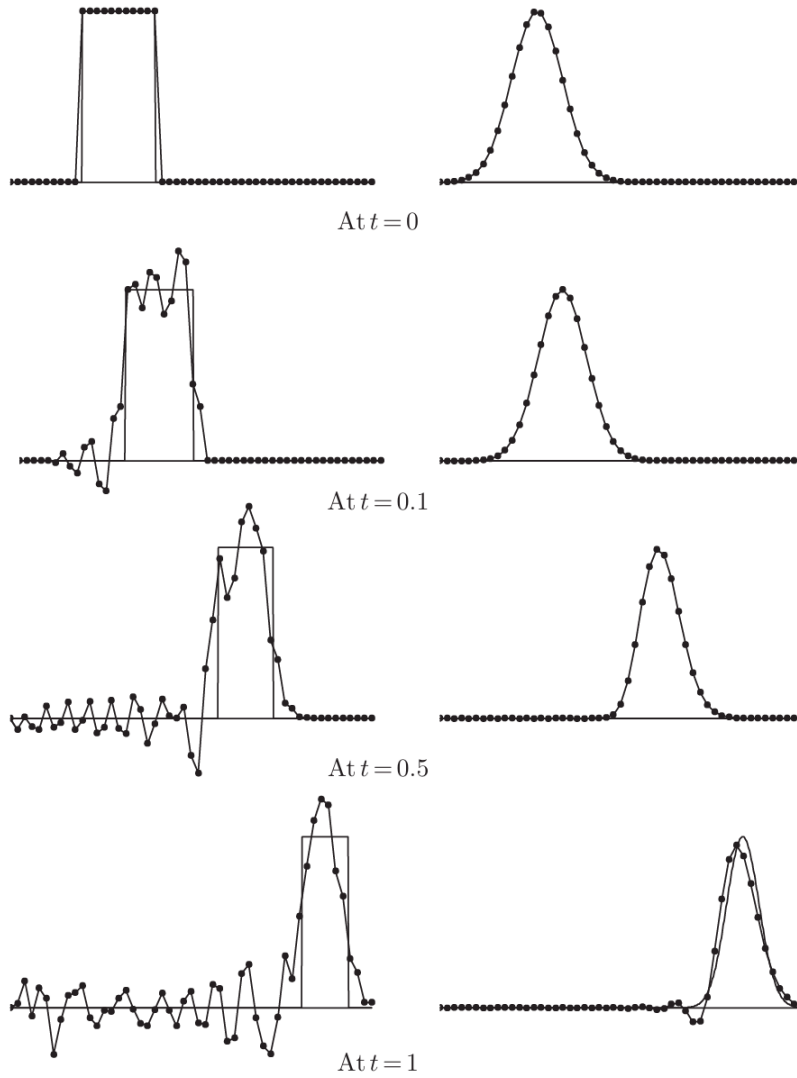 At t = 0
At t = 0.1
At t = 0.5
At t = 1